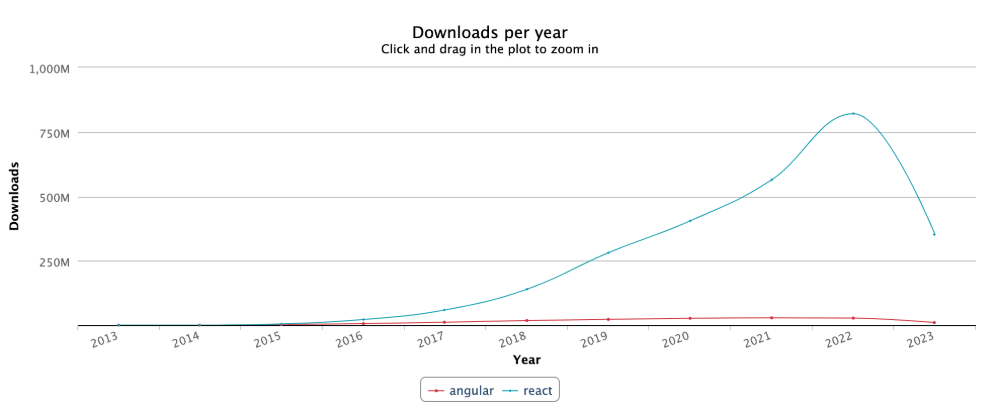 Downloads per year
Click and drag in the plot to zoom in
Downloads
1,000M
750M
500M
250M
2013 2014 2015 2016 2017 2018 2019 2020 2021 2022 2023
Year
angular react